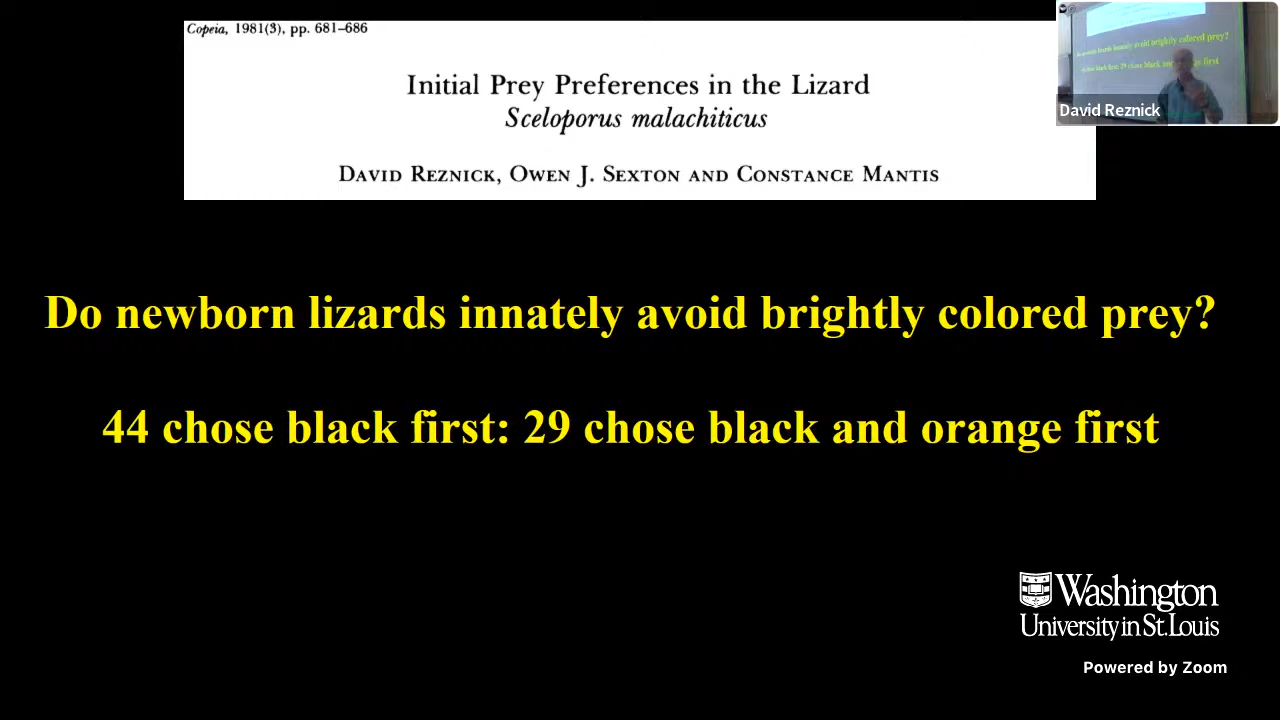 Copeia, 1981(3), pp. 681–686
Initial Prey Preferences in the Lizard
Sceloporus malachiticus
DAVID REZNICK, OWEN J. SEXTON AND CONSTANCE MANTIS
David Reznick
Do newborn lizards innately avoid brightly colored prey?
44 chose black first: 29 chose black and orange first
Washington
University in St. Louis
Powered by Zoom